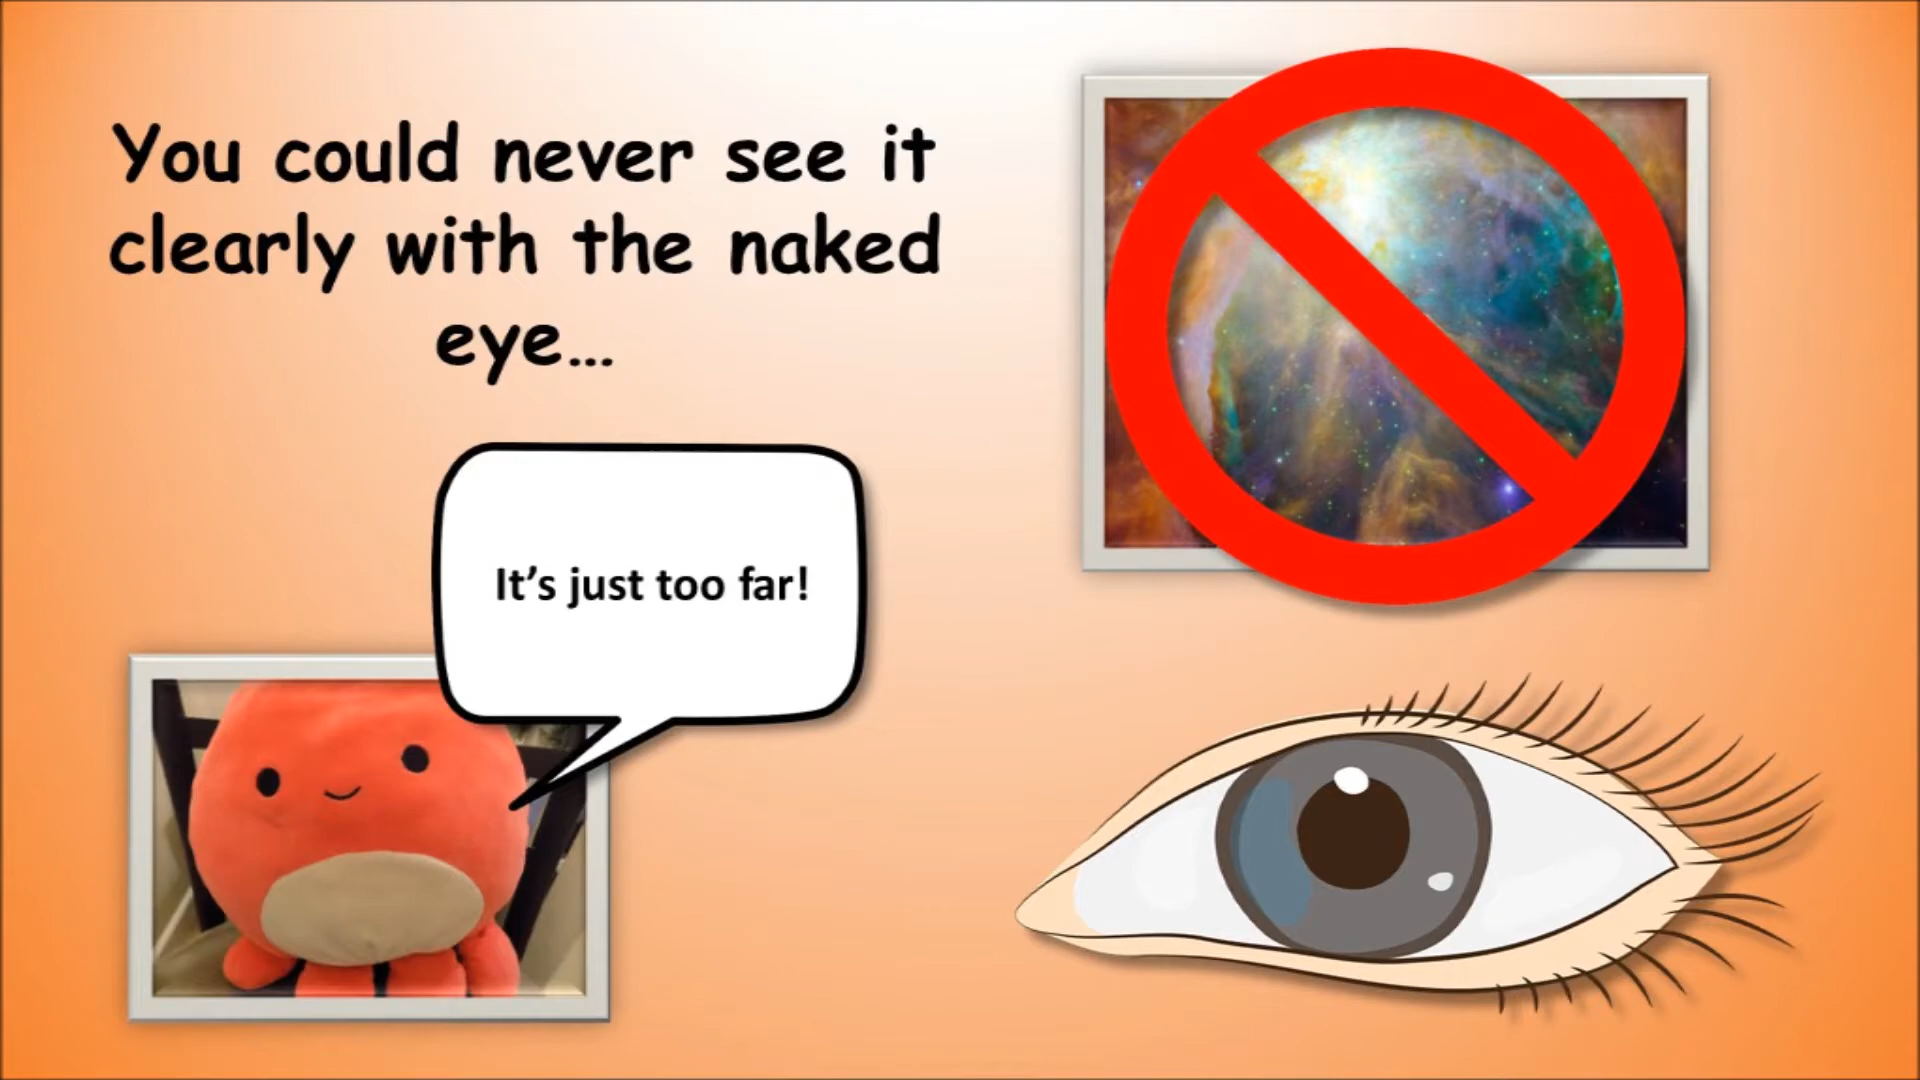 You could never see it
clearly with the naked
eye...
It’s just too far!